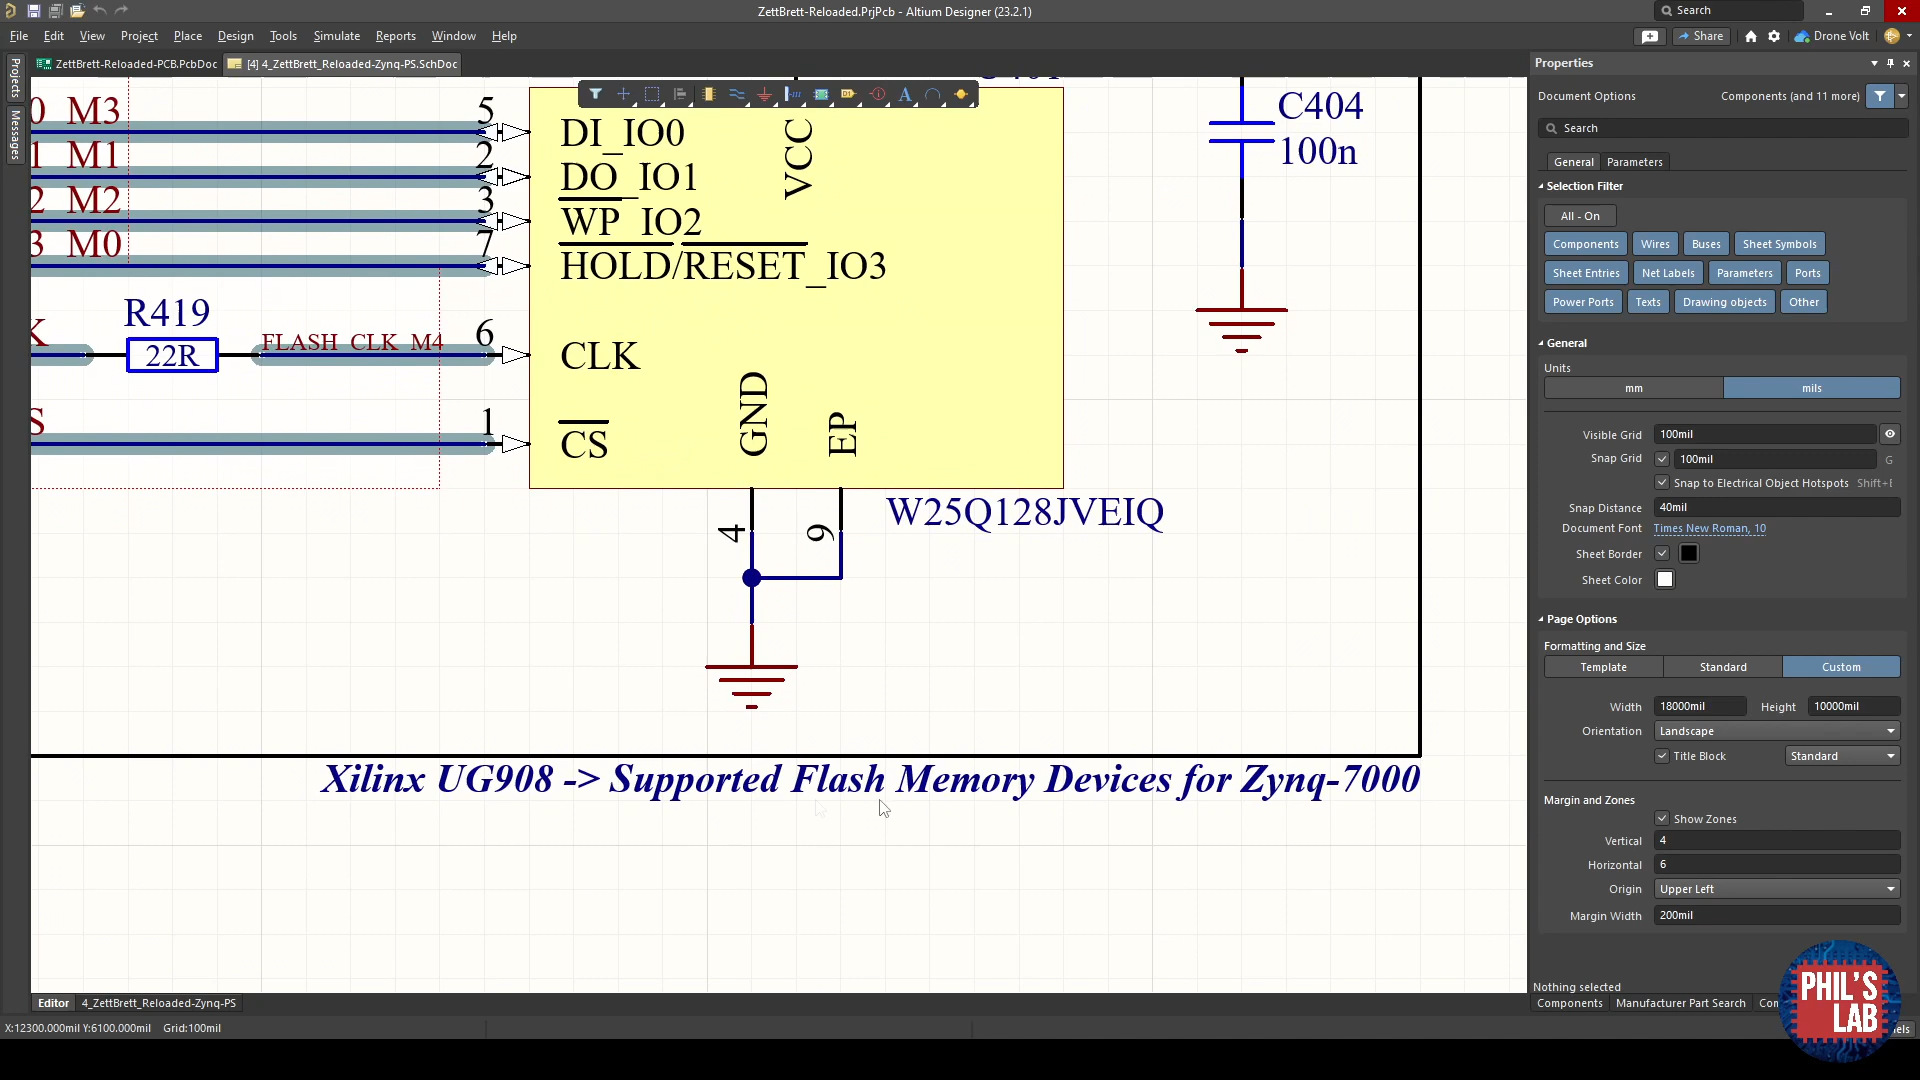 ZettBrett-Reloaded.PrjPcb - Altium Designer (23.2.1)
Search
File Edit View Project Place Design Tools Simulate Reports Window Help
Share
Drone Volt
Projects
Messages
ZettBrett-Reloaded-PCB.PcbDoc
[4] 4_ZettBrett_Reloaded-Zynq-PS.SchDoc
0 M3
1 M1
2 M2
3 M0
5
2
3
7
6
1
DI_IO0
DO_IO1
WP_IO2
HOLD/RESET_IO3
CLK
CS
VCC
GND
EP
R419
22R
FLASH_CLK_M4
K
S
4
9
W25Q128JVEIQ
C404
100n
Xilinx UG908 -> Supported Flash Memory Devices for Zynq-7000
Properties
Document Options
Components (and 11 more)
Search
General Parameters
Selection Filter
All - On
Components Wires Buses Sheet Symbols
Sheet Entries Net Labels Parameters Ports
Power Ports Texts Drawing objects Other
General
Units
mm mils
Visible Grid 100mil
Snap Grid 100mil G
Snap to Electrical Object Hotspots
Snap Distance 40mil
Document Font Times New Roman, 10
Sheet Border
Sheet Color
Page Options
Formatting and Size
Template Standard Custom
Width 18000mil Height 10000mil
Orientation Landscape
Title Block Standard
Margin and Zones
Show Zones
Vertical 4
Horizontal 6
Origin Upper Left
Margin Width 200mil
Nothing selected
Components Manufacturer Part Search
PHIL'S
LAB
Editor 4_ZettBrett_Reloaded-Zynq-PS
X:12300.000mil Y:6100.000mil Grid:100mil